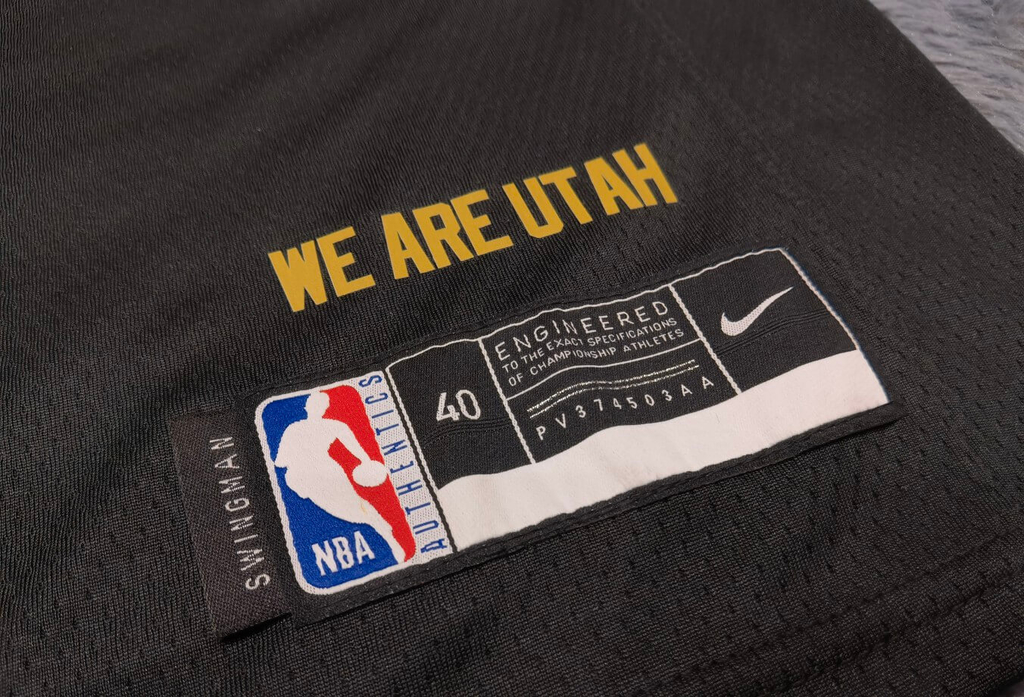 WE ARE UTAH
SWINGMAN
NBA
AUTHENTICS
40
ENGINEERED
TO THE EXACT SPECIFICATIONS
OF CHAMPIONSHIP ATHLETES
PV374503AA